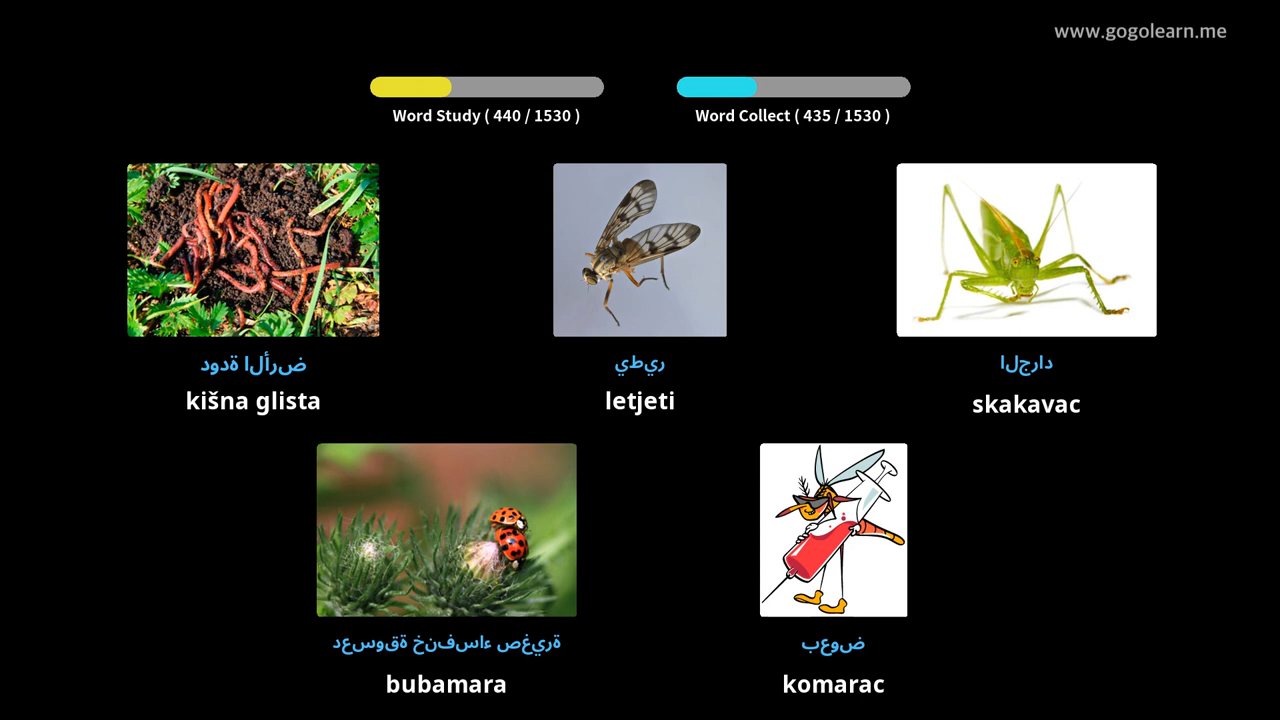 www.gogolearn.me
Word Study ( 440 / 1530 )
Word Collect ( 435 / 1530 )
دودة الأرض
يطير
الجراد
kišna glista
letjeti
skakavac
دعسوقة خنفساء صغيرة
بعوض
bubamara
komarac